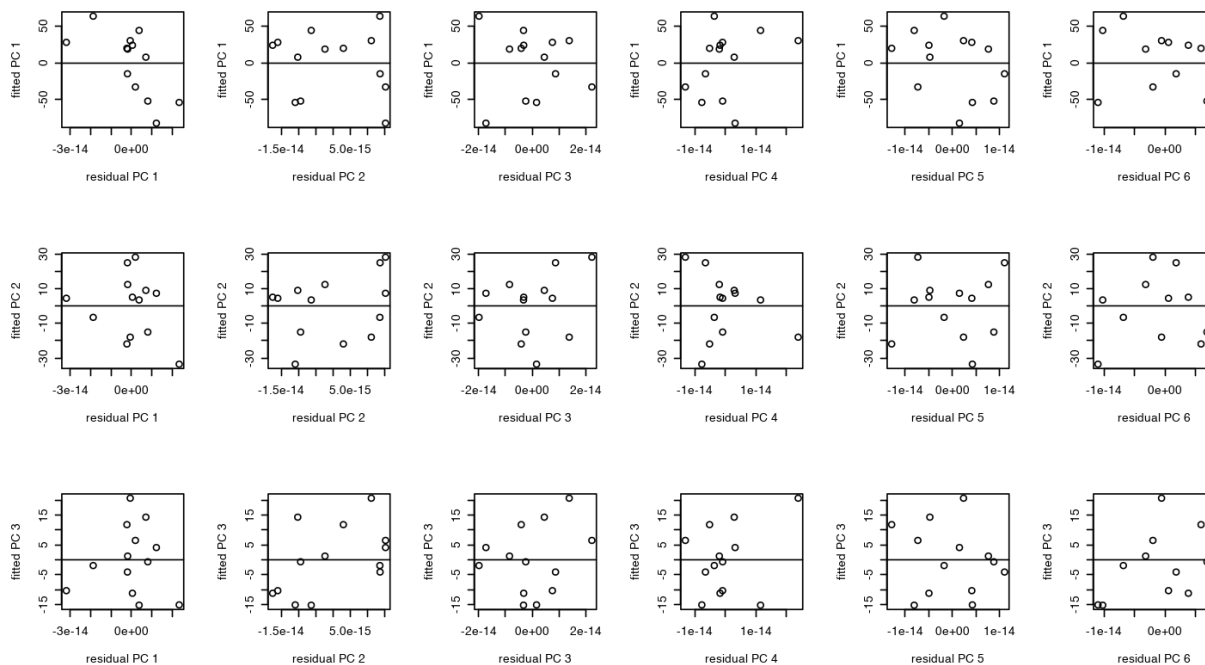 fitted PC 1 fitted PC 1 fitted PC 1 fitted PC 1 fitted PC 1 fitted PC 1
50 50 50 50 50 50
0 0 0 0 0 0
-50 -50 -50 -50 -50 -50
-3e-14 0e+00 -1.5e-14 5.0e-15 -2e-14 0e+00 2e-14 -1e-14 1e-14 -1e-14 0e+00 1e-14 -1e-14 0e+00
residual PC 1 residual PC 2 residual PC 3 residual PC 4 residual PC 5 residual PC 6
fitted PC 2 fitted PC 2 fitted PC 2 fitted PC 2 fitted PC 2 fitted PC 2
30 30 30 30 30 30
10 10 10 10 10 10
-10 -10 -10 -10 -10 -10
-30 -30 -30 -30 -30 -30
-3e-14 0e+00 -1.5e-14 5.0e-15 -2e-14 0e+00 2e-14 -1e-14 1e-14 -1e-14 0e+00 1e-14 -1e-14 0e+00
residual PC 1 residual PC 2 residual PC 3 residual PC 4 residual PC 5 residual PC 6
fitted PC 3 fitted PC 3 fitted PC 3 fitted PC 3 fitted PC 3 fitted PC 3
15 15 15 15 15 15
5 5 5 5 5 5
-5 -5 -5 -5 -5 -5
-15 -15 -15 -15 -15 -15
-3e-14 0e+00 -1.5e-14 5.0e-15 -2e-14 0e+00 2e-14 -1e-14 1e-14 -1e-14 0e+00 1e-14 -1e-14 0e+00
residual PC 1 residual PC 2 residual PC 3 residual PC 4 residual PC 5 residual PC 6